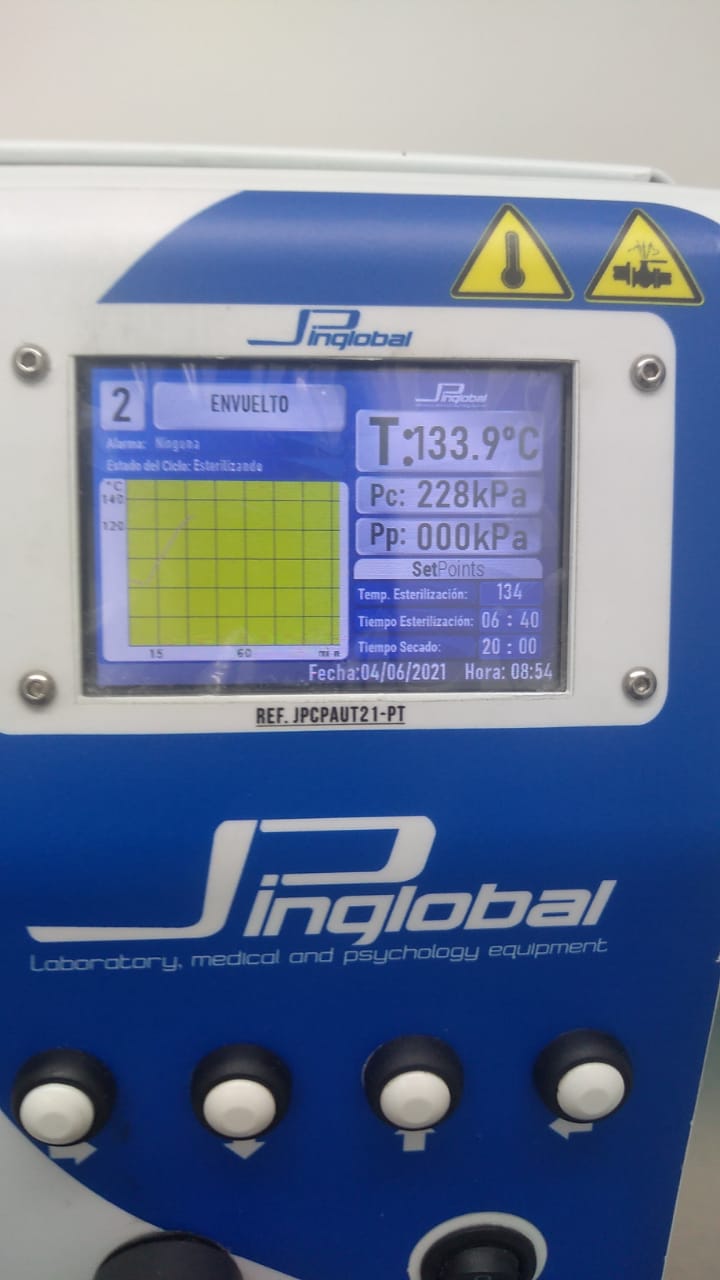 JPinglobal
2
ENVUELTO
JPinglobal
Alarma: Ninguna
Estado del Ciclo: Esterilizando
T:133.9°C
Pc: 228kPa
Pp: 000kPa
SetPoints
Temp. Esterilización: 134
Tiempo Esterilización: 06 : 40
Tiempo Secado: 20 : 00
°C
140
120
15
60
min
Fecha:04/06/2021 Hora: 08:54
REF. JPCPAUT21-PT
JPinglobal
Laboratory, medical and psychology equipment